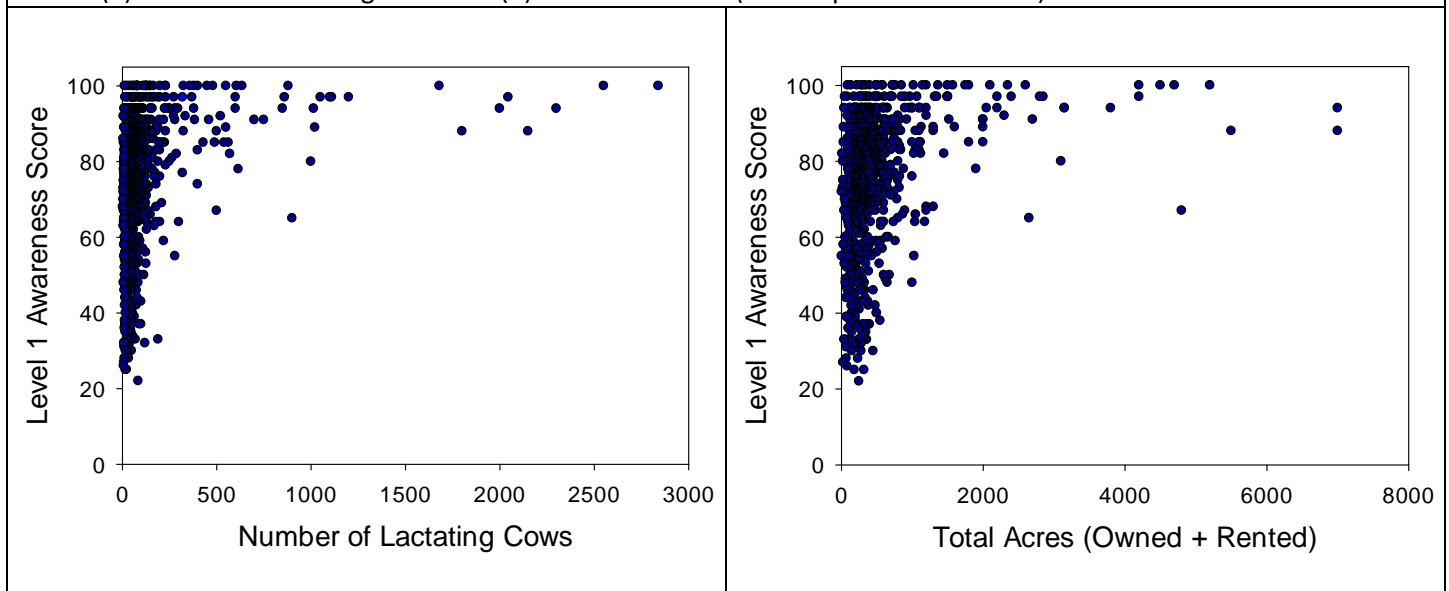 Level 1 Awareness Score
100
80
60
40
20
0
0 500 1000 1500 2000 2500 3000
Number of Lactating Cows
Level 1 Awareness Score
100
80
60
40
20
0
0 2000 4000 6000 8000
Total Acres (Owned + Rented)